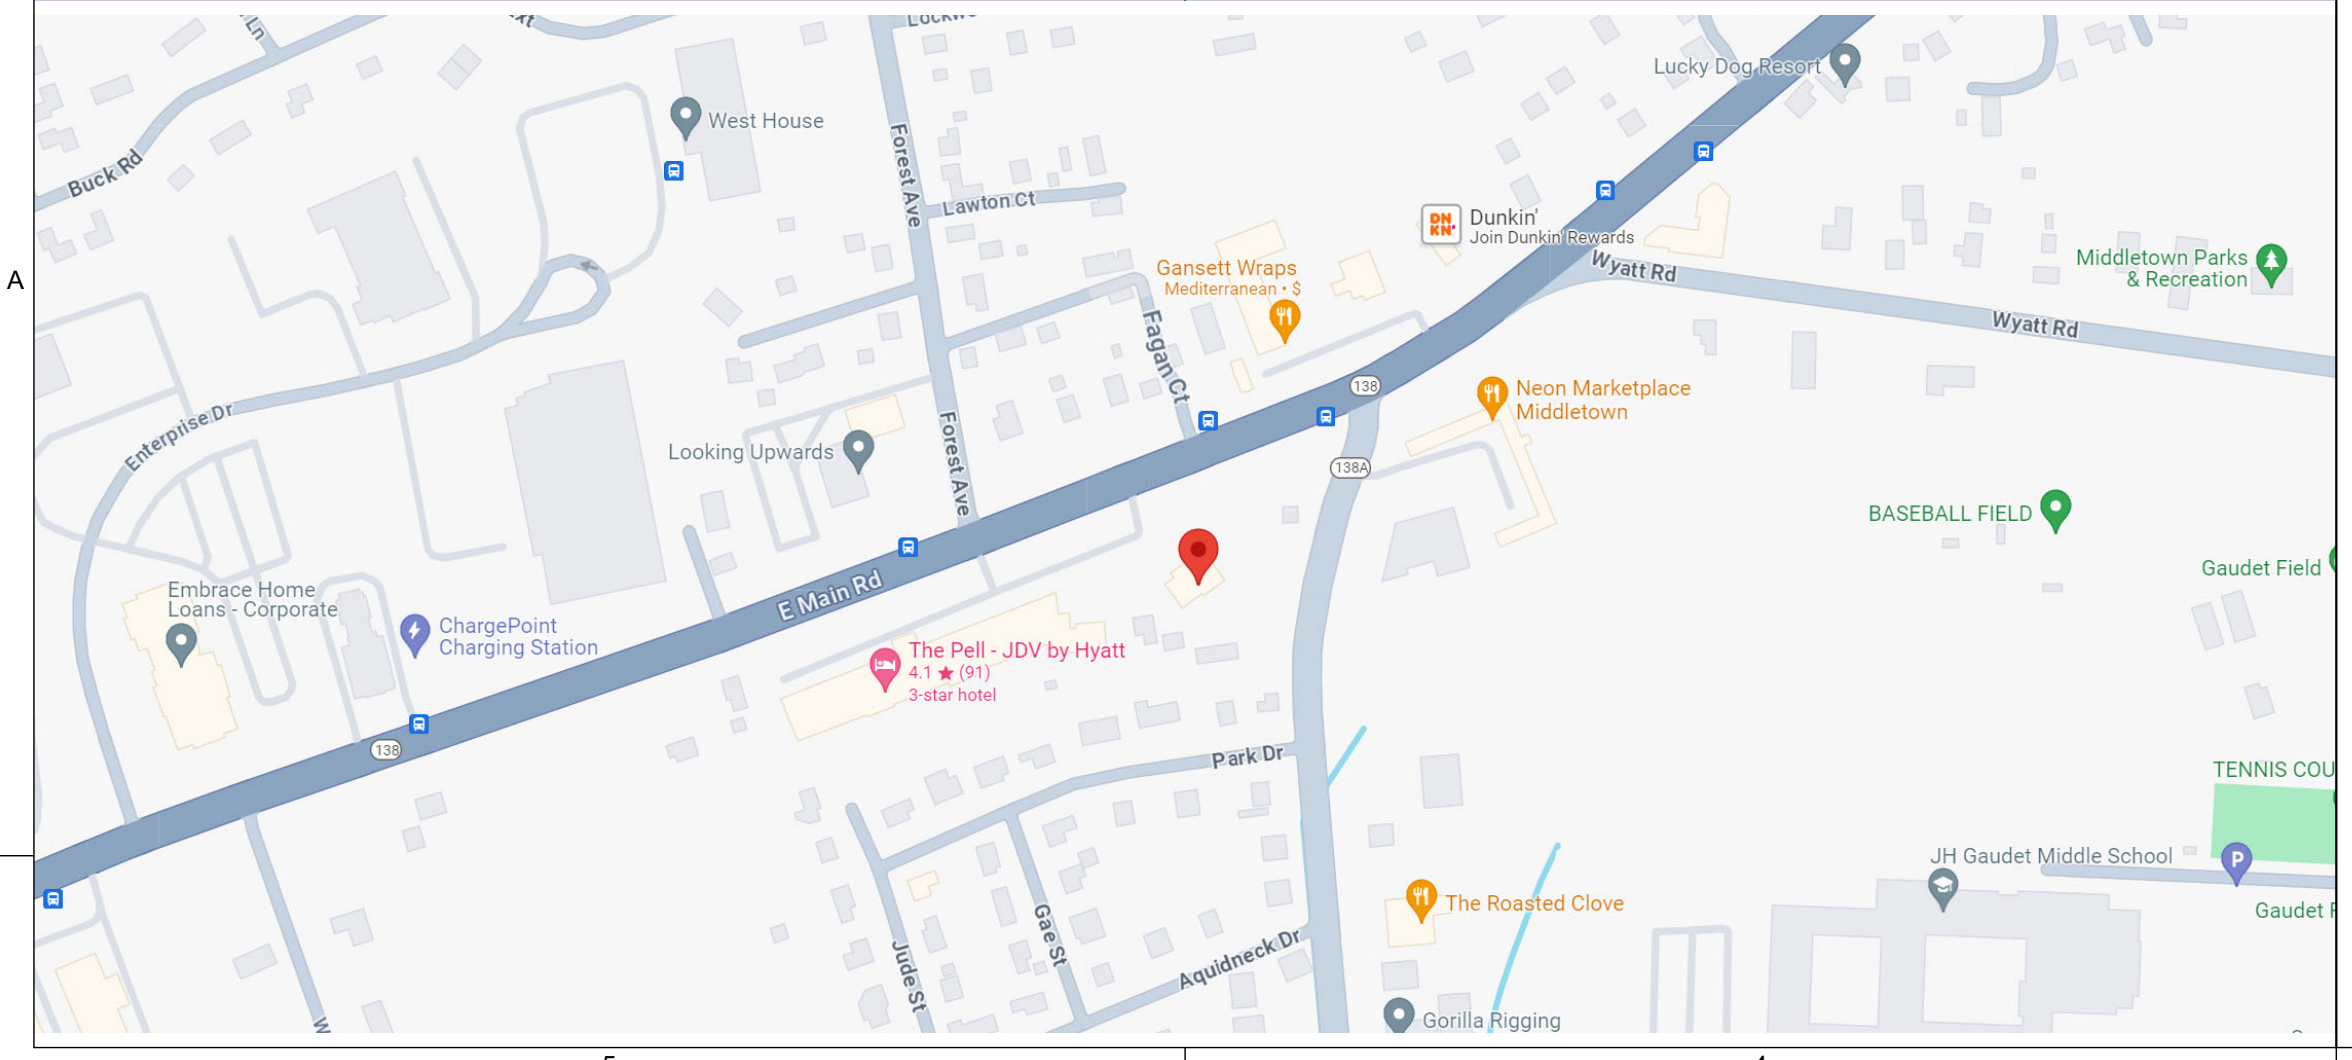 Ln
Lucky Dog Resort
West House
Buck Rd
Forest Ave
Lawton Ct
DN
KN'
Dunkin'
Join Dunkin' Rewards
Wyatt Rd
Middletown Parks
& Recreation
A
Gansett Wraps
Mediterranean • $
Fagan Ct
Wyatt Rd
138
Neon Marketplace
Middletown
Enterprise Dr
Forest Ave
Looking Upwards
138A
BASEBALL FIELD
Gaudet Field
E Main Rd
Embrace Home
Loans - Corporate
ChargePoint
Charging Station
The Pell - JDV by Hyatt
4.1 ★ (91)
3-star hotel
138
Park Dr
TENNIS COU
JH Gaudet Middle School
P
The Roasted Clove
Gaudet
Gae St
Aquidneck Dr
Jude St
Gorilla Rigging
W